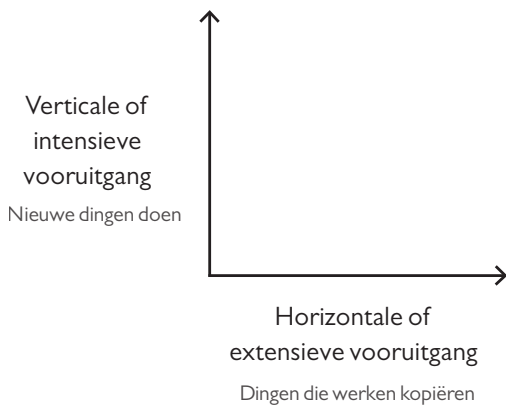 Verticale of
intensieve
vooruitgang
Nieuwe dingen doen
Horizontale of
extensieve vooruitgang
Dingen die werken kopiëren